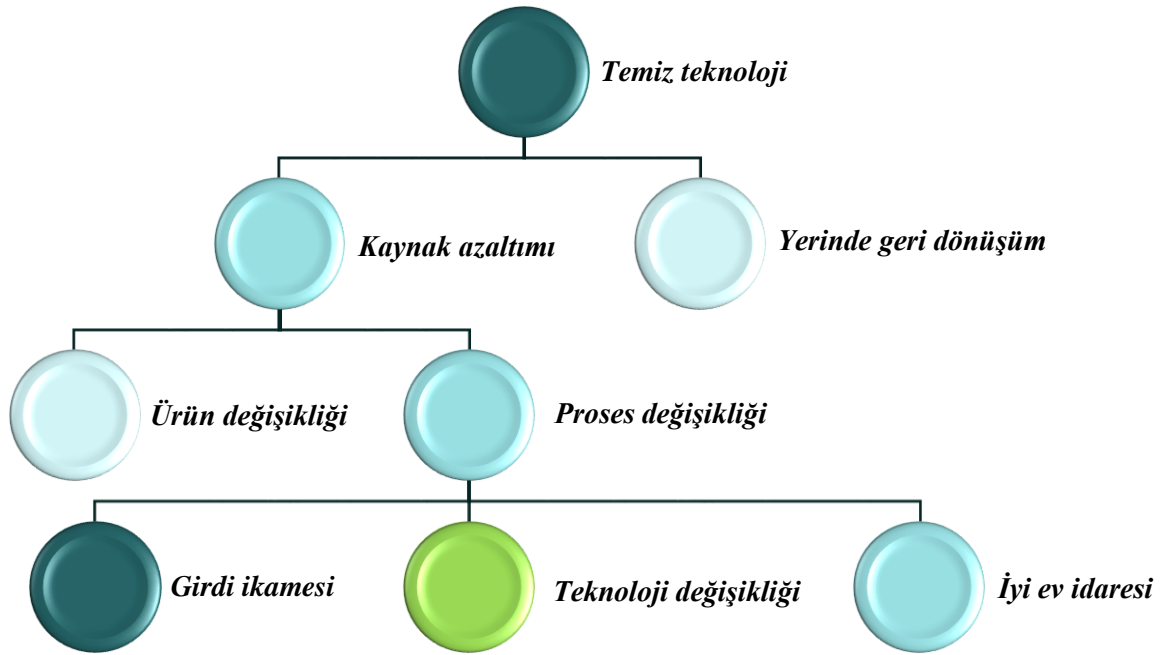 Temiz teknoloji
Kaynak azaltımı
Yerinde geri dönüşüm
Ürün değişikliği
Proses değişikliği
Girdi ikamesi
Teknoloji değişikliği
İyi ev idaresi